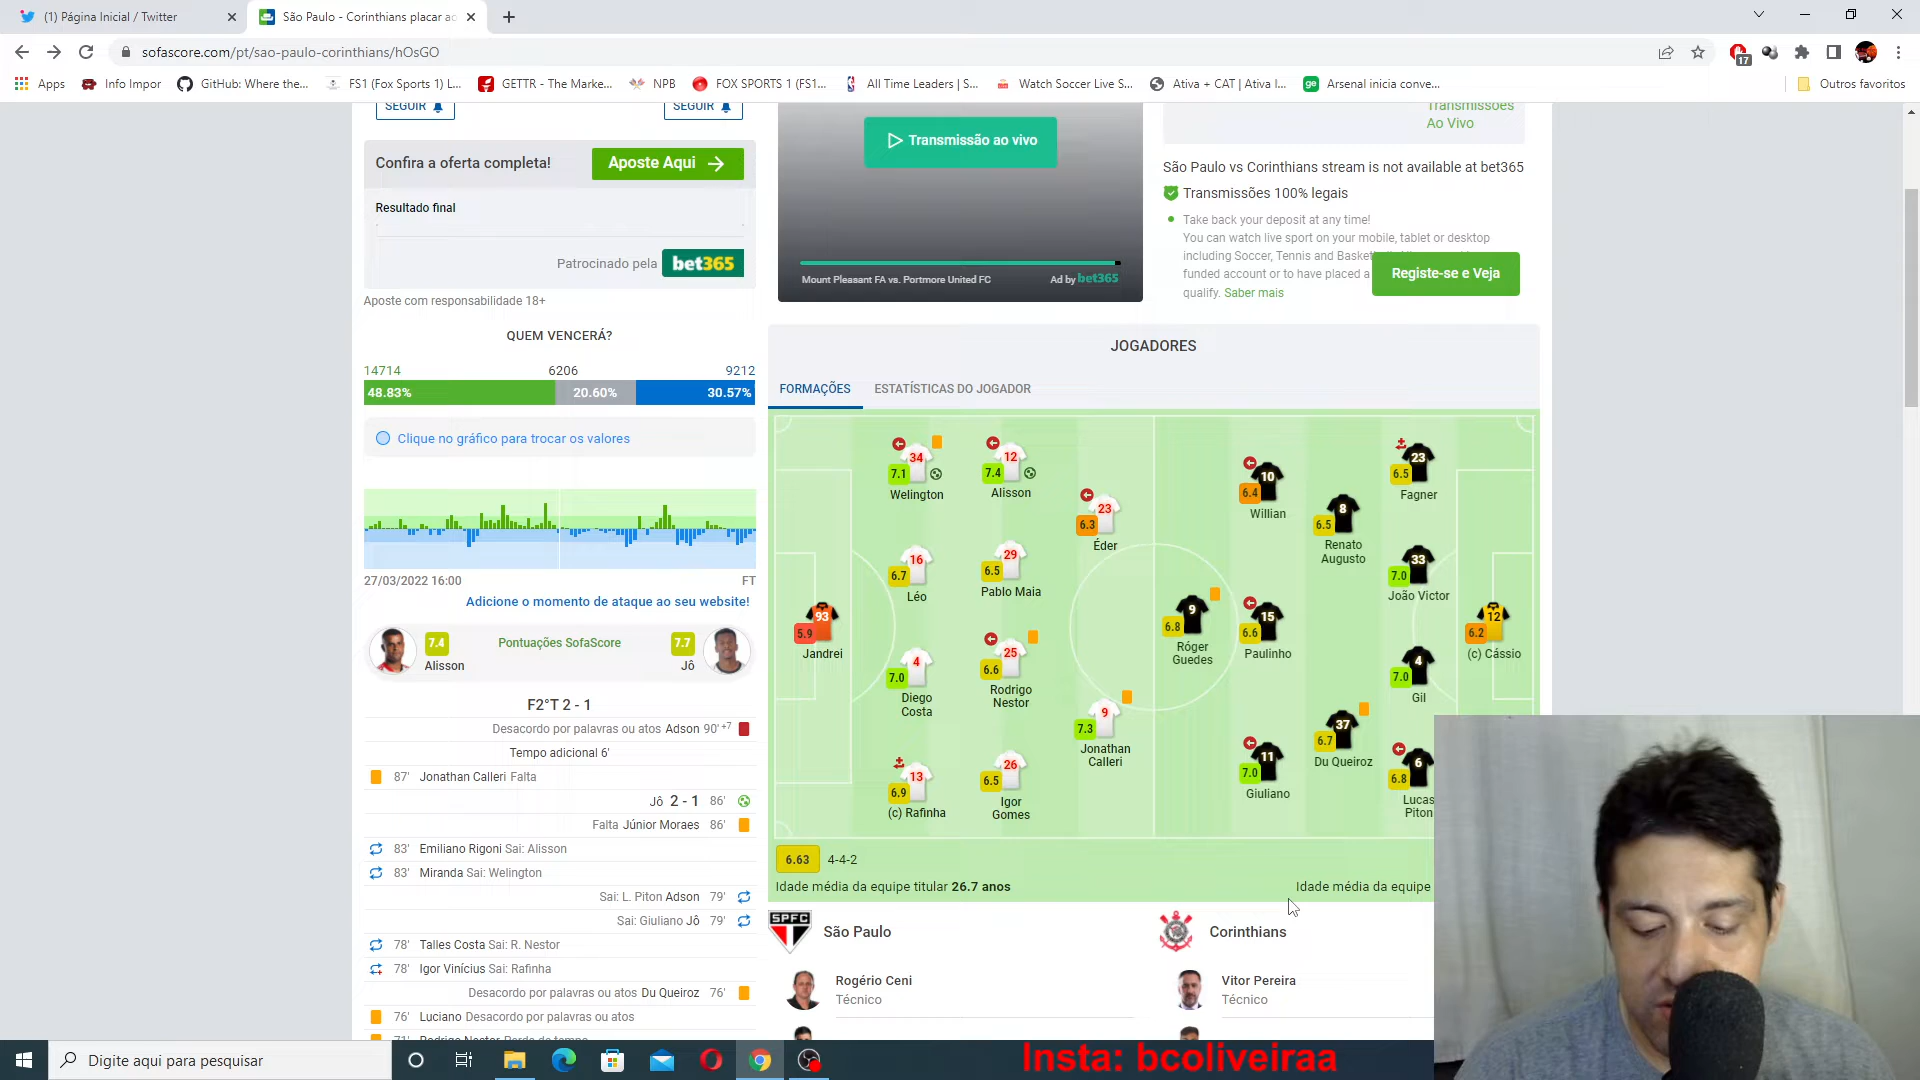 (1) Página Inicial / Twitter
São Paulo - Corinthians placar ao
sofascore.com/pt/sao-paulo-corinthians/hOsGO
17
Apps
Info Impor
GitHub: Where the...
FS1 (Fox Sports 1) L...
GETTR - The Marke...
NPB
FOX SPORTS 1 (FS1...
All Time Leaders | S...
Watch Soccer Live S...
Ativa + CAT | Ativa I...
ge
Arsenal inicia conve...
Outros favoritos
SEGUIR
SEGUIR
Confira a oferta completa!
Aposte Aqui
Resultado final
Patrocinado pela
bet365
Aposte com responsabilidade 18+
Transmissão ao vivo
Mount Pleasant FA vs. Portmore United FC
Ad by bet365
Transmissões
Ao Vivo
São Paulo vs Corinthians stream is not available at bet365
Transmissões 100% legais
Take back your deposit at any time!
You can watch live sport on your mobile, tablet or desktop
including Soccer, Tennis and Basket
funded account or to have placed a
qualify. Saber mais
Registe-se e Veja
QUEM VENCERÁ?
14714
6206
9212
48.83%
20.60%
30.57%
Clique no gráfico para trocar os valores
27/03/2022 16:00
FT
Adicione o momento de ataque ao seu website!
7.4
Alisson
Pontuações SofaScore
7.7
Jô
F2°T 2 - 1
Desacordo por palavras ou atos Adson 90'+7
Tempo adicional 6'
87' Jonathan Calleri Falta
Jô 2 - 1 86'
Falta Júnior Moraes 86'
83' Emiliano Rigoni Sai: Alisson
83' Miranda Sai: Welington
Sai: L. Piton Adson 79'
Sai: Giuliano Jô 79'
78' Talles Costa Sai: R. Nestor
78' Igor Vinícius Sai: Rafinha
Desacordo por palavras ou atos Du Queiroz 76'
76' Luciano Desacordo por palavras ou atos
71' Rodrigo Nestor Perda de tempo
JOGADORES
FORMAÇÕES
ESTATÍSTICAS DO JOGADOR
34
7.1
Welington
12
7.4
Alisson
23
6.3
Éder
16
6.7
Léo
29
6.5
Pablo Maia
93
5.9
Jandrei
4
7.0
Diego
Costa
25
6.6
Rodrigo
Nestor
9
7.3
Jonathan
Calleri
13
6.9
(c) Rafinha
26
6.5
Igor
Gomes
10
6.4
Willian
8
6.5
Renato
Augusto
23
6.5
Fagner
33
7.0
João Victor
9
6.8
Róger
Guedes
15
6.6
Paulinho
12
6.2
(c) Cássio
4
7.0
Gil
37
6.7
Du Queiroz
11
7.0
Giuliano
6
6.8
Lucas
Piton
6.63
4-4-2
Idade média da equipe titular 26.7 anos
Idade média da equipe
SPFC
São Paulo
Corinthians
Rogério Ceni
Técnico
Vitor Pereira
Técnico
Digite aqui para pesquisar
Insta: bcoliveiraa